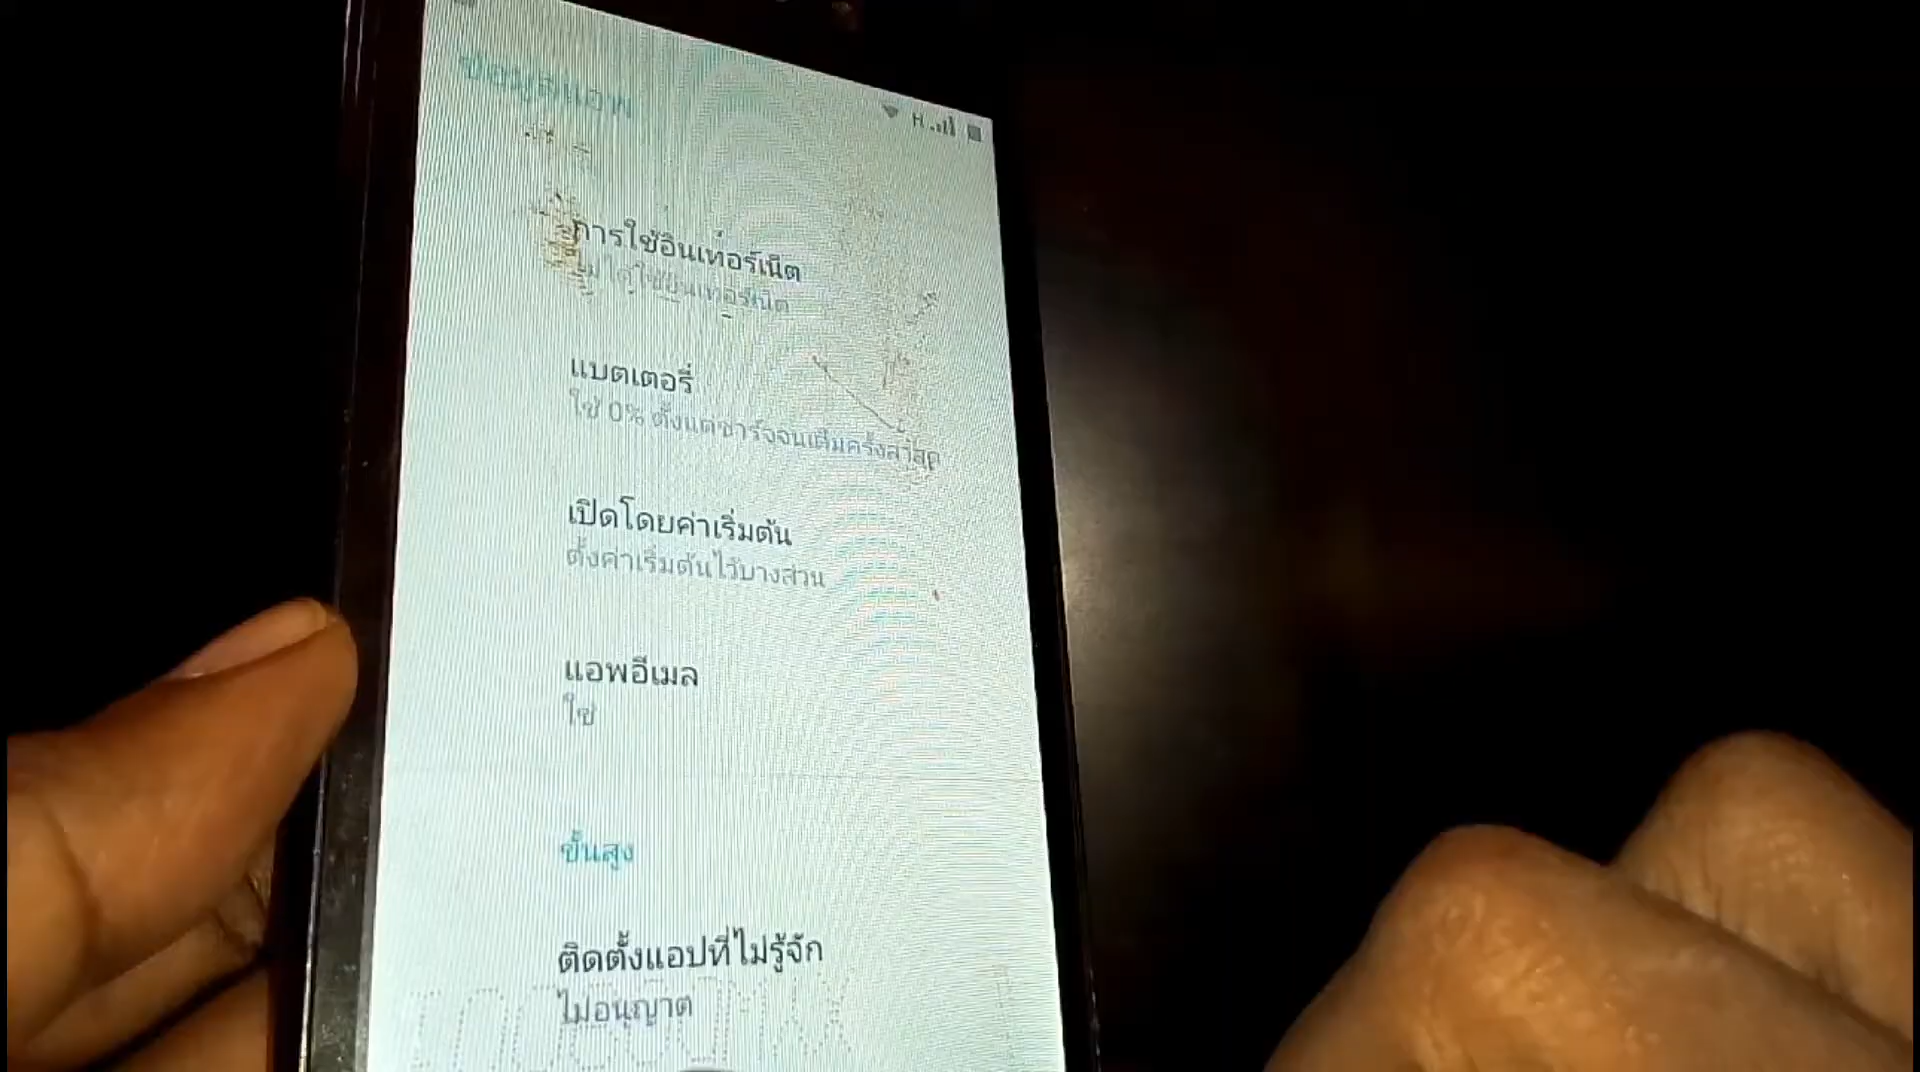 ข้อมูลแอพ
H
การใช้อินเทอร์เน็ต
ไม่ได้ใช้อินเทอร์เน็ต
แบตเตอรี่
ใช้ 0% ตั้งแต่ชาร์จจนเต็มครั้งล่าสุด
เปิดโดยค่าเริ่มต้น
ตั้งค่าเริ่มต้นไว้บางส่วน
แอพอีเมล
ใช่
ขั้นสูง
ติดตั้งแอปที่ไม่รู้จัก
ไม่อนุญาต